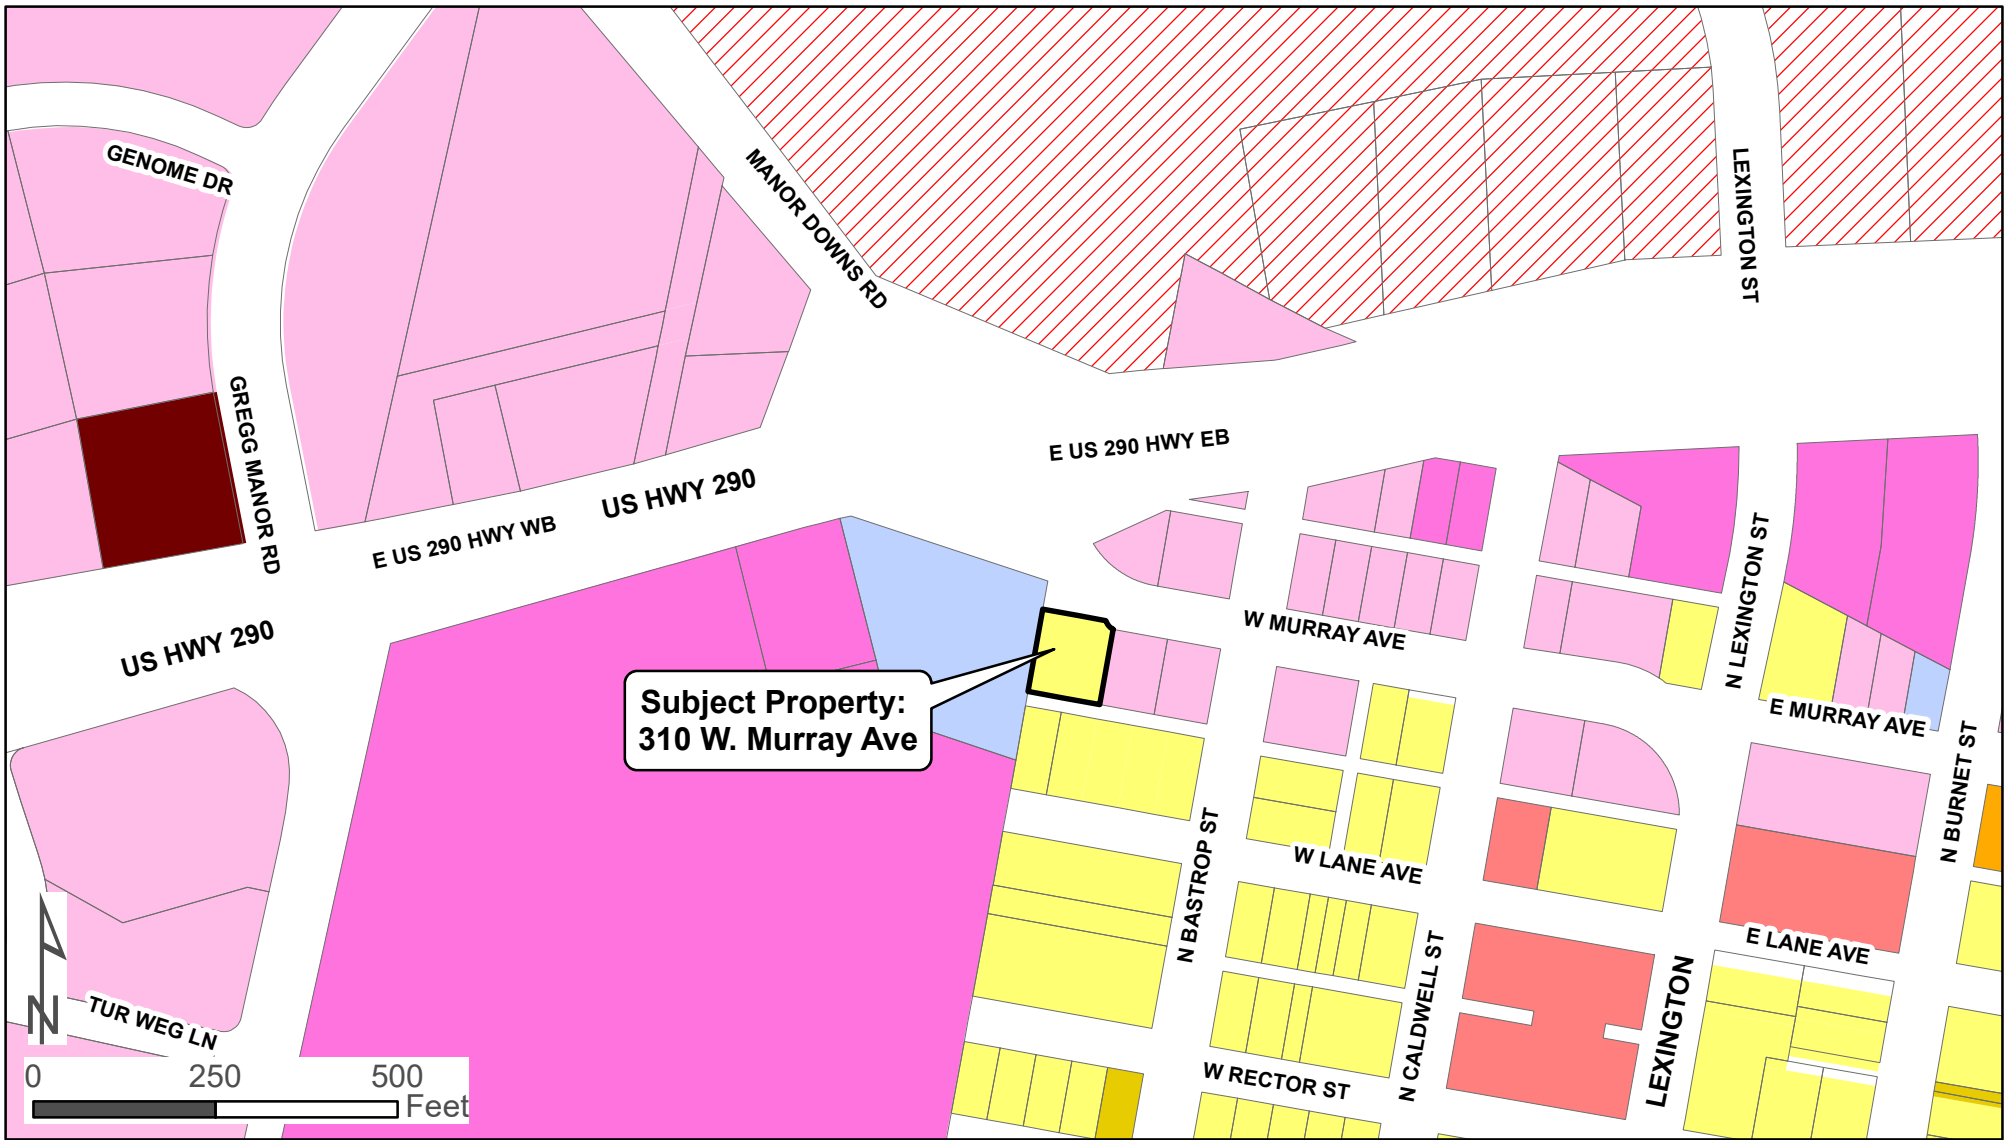 GENOME DR
MANOR DOWNS RD
LEXINGTON ST
GREGG MANOR RD
E US 290 HWY EB
US HWY 290
E US 290 HWY WB
US HWY 290
W MURRAY AVE
N LEXINGTON ST
Subject Property:
310 W. Murray Ave
E MURRAY AVE
N BURNET ST
N BASTROP ST
W LANE AVE
E LANE AVE
N CALDWELL ST
LEXINGTON
W RECTOR ST
TUR WEG LN
N
0 250 500
Feet